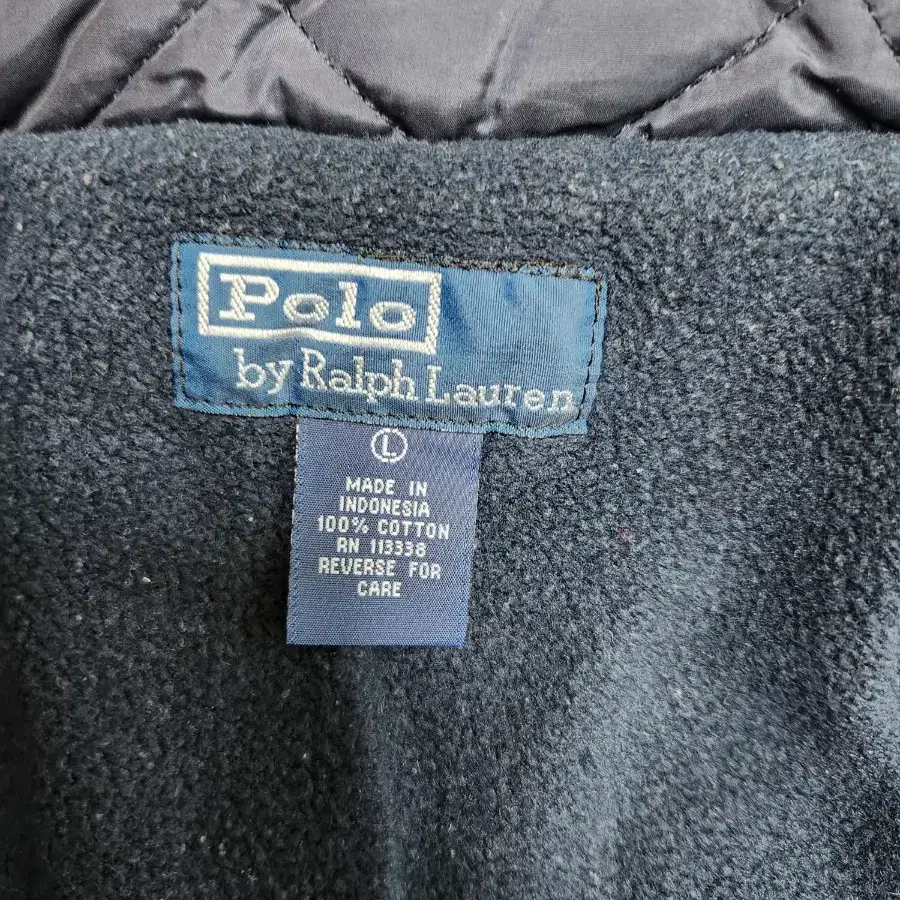 Polo
by Ralph Lauren
L
MADE IN
INDONESIA
100% COTTON
RN 113338
REVERSE FOR
CARE